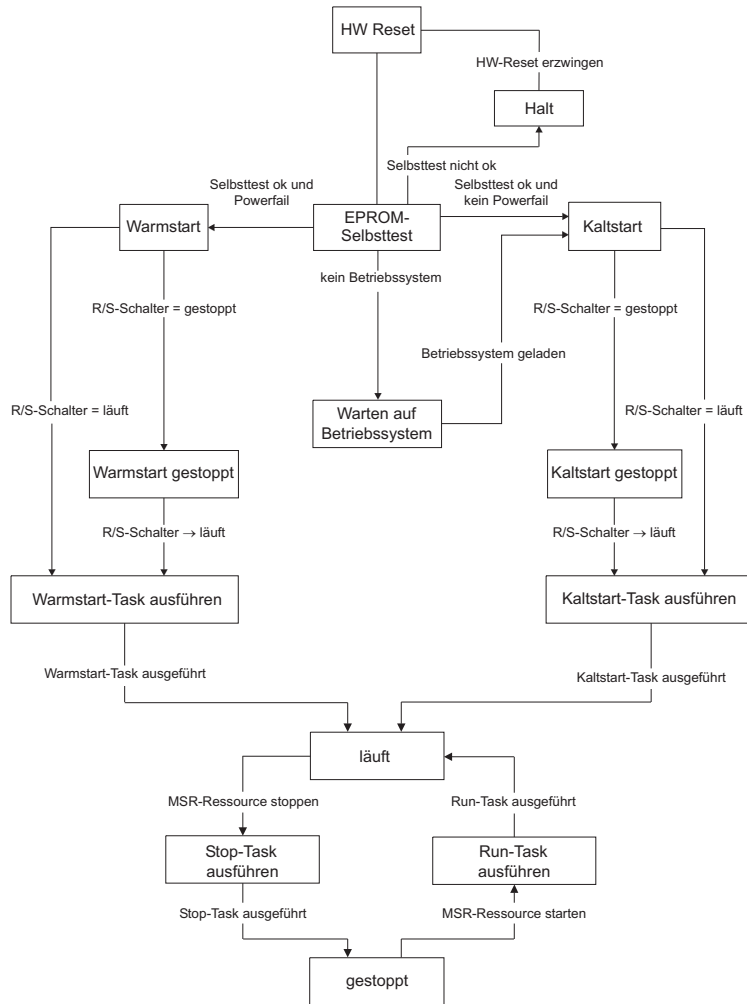 HW Reset
HW-Reset erzwingen
Halt
Selbsttest nicht ok
Selbsttest ok und
Powerfail
Selbsttest ok und
kein Powerfail
Warmstart
EPROM-
Selbsttest
Kaltstart
kein Betriebssystem
R/S-Schalter = gestoppt
R/S-Schalter = gestoppt
Betriebssystem geladen
R/S-Schalter = läuft
Warten auf
Betriebssystem
R/S-Schalter = läuft
Warmstart gestoppt
Kaltstart gestoppt
R/S-Schalter → läuft
R/S-Schalter → läuft
Warmstart-Task ausführen
Kaltstart-Task ausführen
Warmstart-Task ausgeführt
Kaltstart-Task ausgeführt
läuft
MSR-Ressource stoppen
Run-Task ausgeführt
Stop-Task
ausführen
Run-Task
ausführen
Stop-Task ausgeführt
MSR-Ressource starten
gestoppt